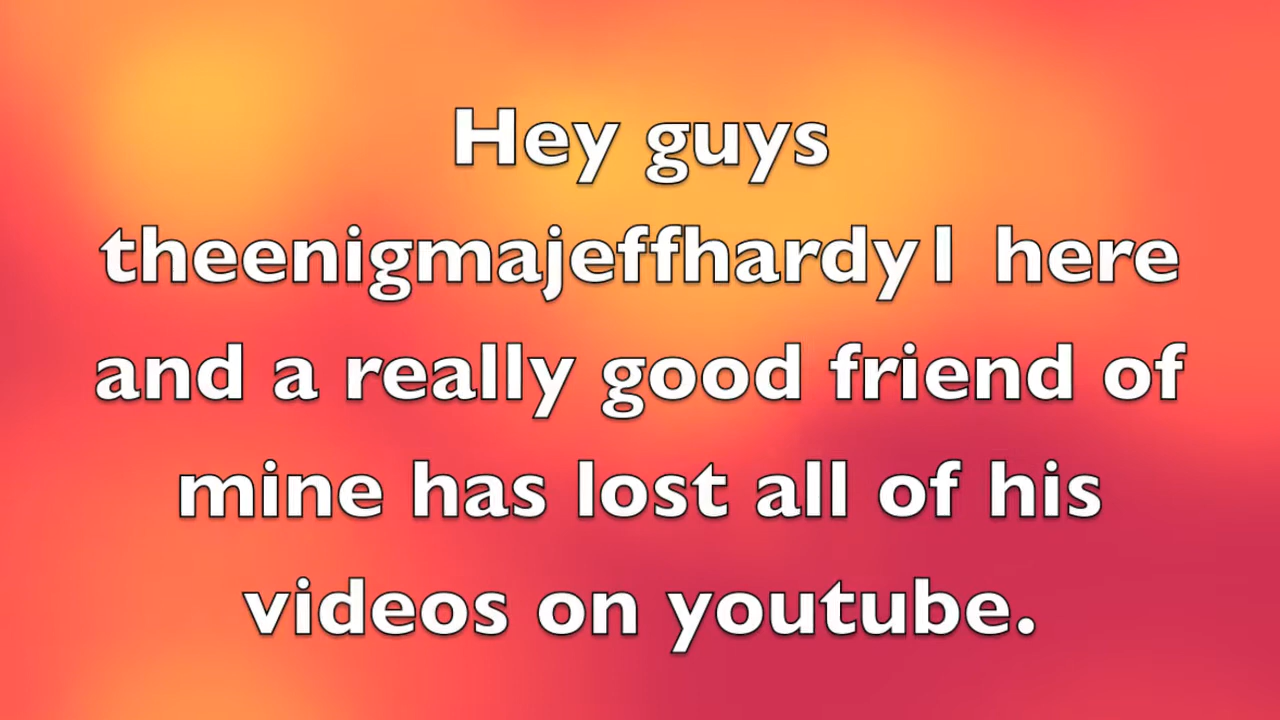 Hey guys
theenigmajeffhardy1 here
and a really good friend of
mine has lost all of his
videos on youtube.